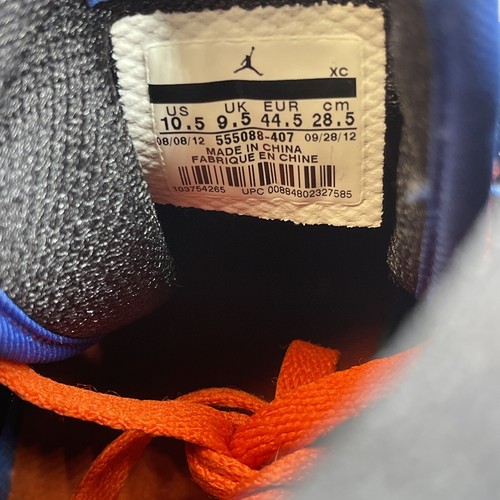 XC
US UK EUR cm
10.5 9.5 44.5 28.5
08/08/12 555088-407 09/28/12
MADE IN CHINA
FABRIQUE EN CHINE
103754265 UPC 00884802327585